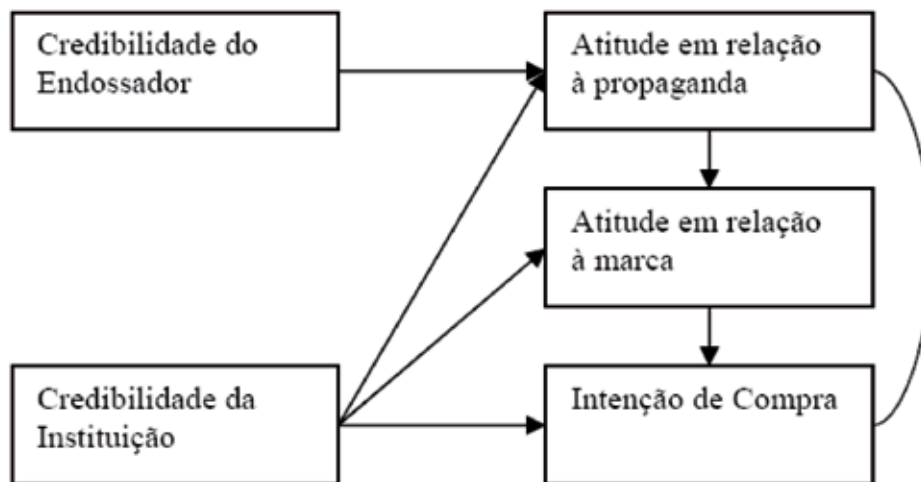 Credibilidade do
Endossador
Atitude em relação
à propaganda
Atitude em relação
à marca
Credibilidade da
Instituição
Intenção de Compra